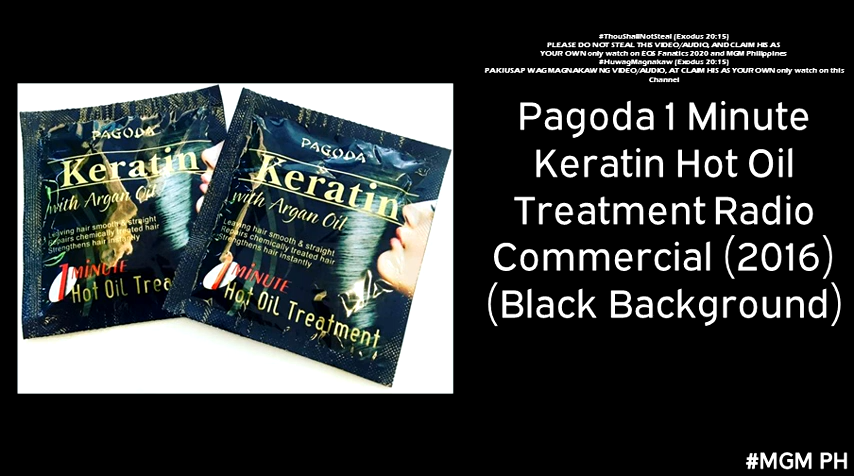 #ThouShallNotSteal (Exodus 20:15)
PLEASE DO NOT STEAL THIS VIDEO/AUDIO, AND CLAIM HIS AS
YOUR OWN only watch on EOS Fanatics 2020 and MGM Philippines
#HuwagMagnakaw (Exodus 20:15)
PAKIUSAP WAG MAGNAKAW NG VIDEO/AUDIO, AT CLAIM HIS AS YOUR OWN only watch on this
Channel
Pagoda 1 Minute
Keratin Hot Oil
Treatment Radio
Commercial (2016)
(Black Background)
PAGODA
Keratin
with Argan Oil
Leaving hair smooth & straight
Repairs chemically treated hair
Strengthens hair instantly
1 MINUTE
Hot Oil Trea
PAGODA
Keratin
with Argan Oil
Leaving hair smooth & straight
Repairs chemically treated hair
Strengthens hair instantly
1 MINUTE
Hot Oil Treatment
#MGM PH